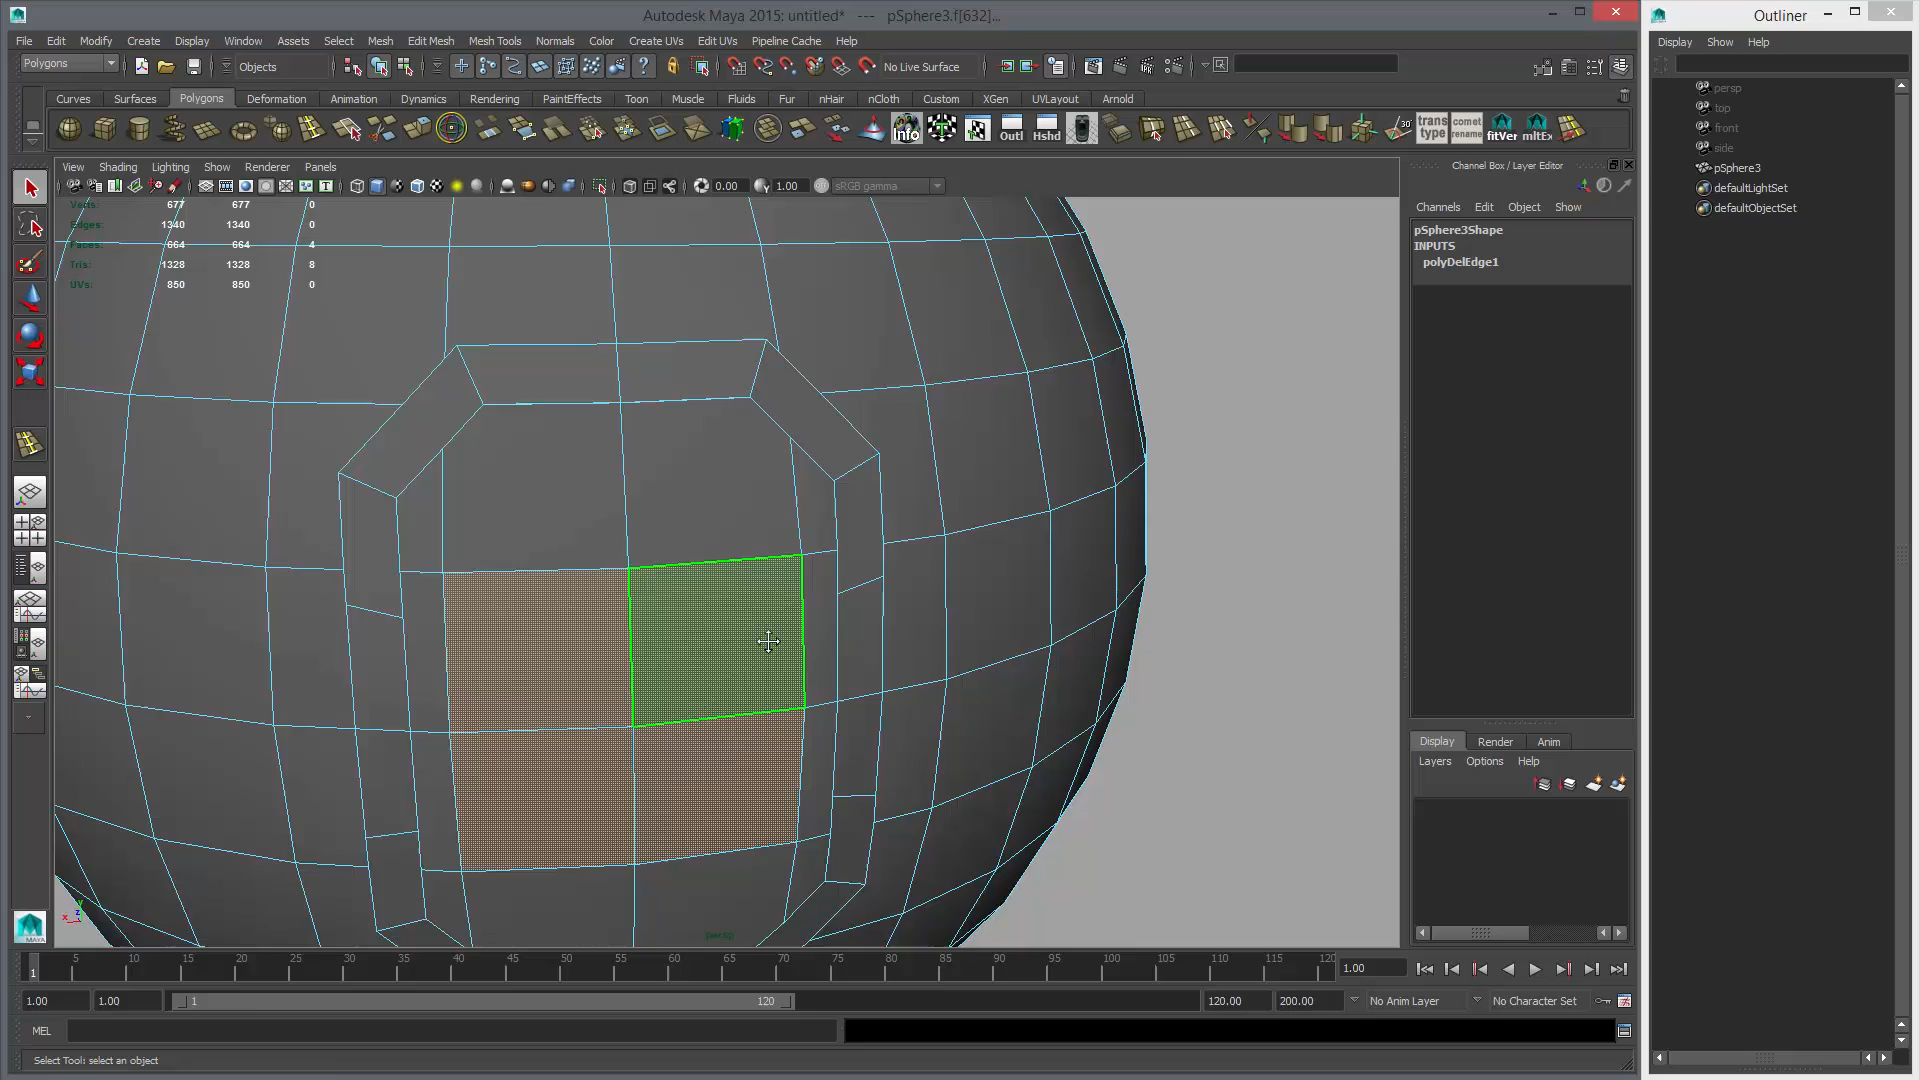 Autodesk Maya 2015: untitled*   ---   pSphere3.f[632]...
Outliner
File Edit Modify Create Display Window Assets Select Mesh Edit Mesh Mesh Tools Normals Color Create UVs Edit UVs Pipeline Cache Help
Display Show Help
Polygons
Objects
No Live Surface
Curves Surfaces Polygons Deformation Animation Dynamics Rendering PaintEffects Toon Muscle Fluids Fur nHair nCloth Custom XGen UVLayout Arnold
Info Outl Hshd 30 trans type comet rename fitVer mltEx
View Shading Lighting Show Renderer Panels
0.00 1.00 sRGB gamma
Verts: 677 677 0
Edges: 1340 1340 0
Faces: 664 664 4
Tris: 1328 1328 8
UVs: 850 850 0
persp
top
front
side
pSphere3
defaultLightSet
defaultObjectSet
Channel Box / Layer Editor
Channels Edit Object Show
pSphere3Shape
INPUTS
polyDelEdge1
Display Render Anim
Layers Options Help
y
z
x
persp
MAYA
1 5 10 15 20 25 30 35 40 45 50 55 60 65 70 75 80 85 90 95 100 105 110 115 120
1.00
1.00 1.00 1 120 120.00 200.00 No Anim Layer No Character Set
MEL
Select Tool: select an object